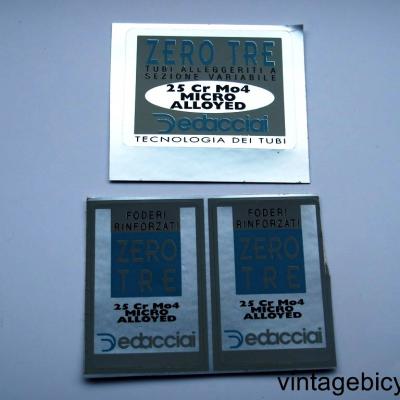 ZERO TRE
TUBI ALLEGGERITI A
SEZIONE VARIABILE
25 Cr Mo4
MICRO
ALLOYED
Dedacciai
TECNOLOGIA DEI TUBI
FODERI
RINFORZATI
ZERO
TRE
25 Cr Mo4
MICRO
ALLOYED
Dedacciai
FODERI
RINFORZATI
ZERO
TRE
25 Cr Mo4
MICRO
ALLOYED
Dedacciai
vintagebicy